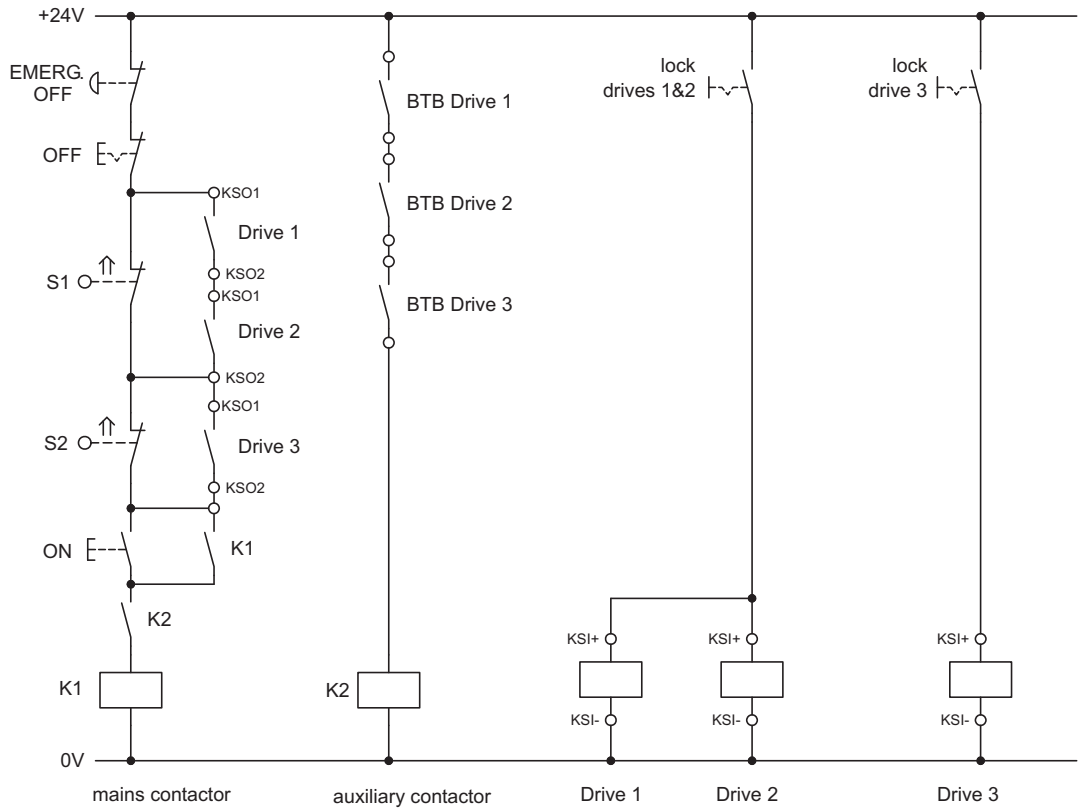 +24V
EMERG.
OFF
OFF
S1
S2
ON
K2
K1
0V
mains contactor
KSO1
Drive 1
KSO2
KSO1
Drive 2
KSO2
KSO1
Drive 3
KSO2
K1
BTB Drive 1
BTB Drive 2
BTB Drive 3
K2
auxiliary contactor
lock
drives 1&2
KSI+
KSI-
Drive 1
KSI+
KSI-
Drive 2
lock
drive 3
KSI+
KSI-
Drive 3